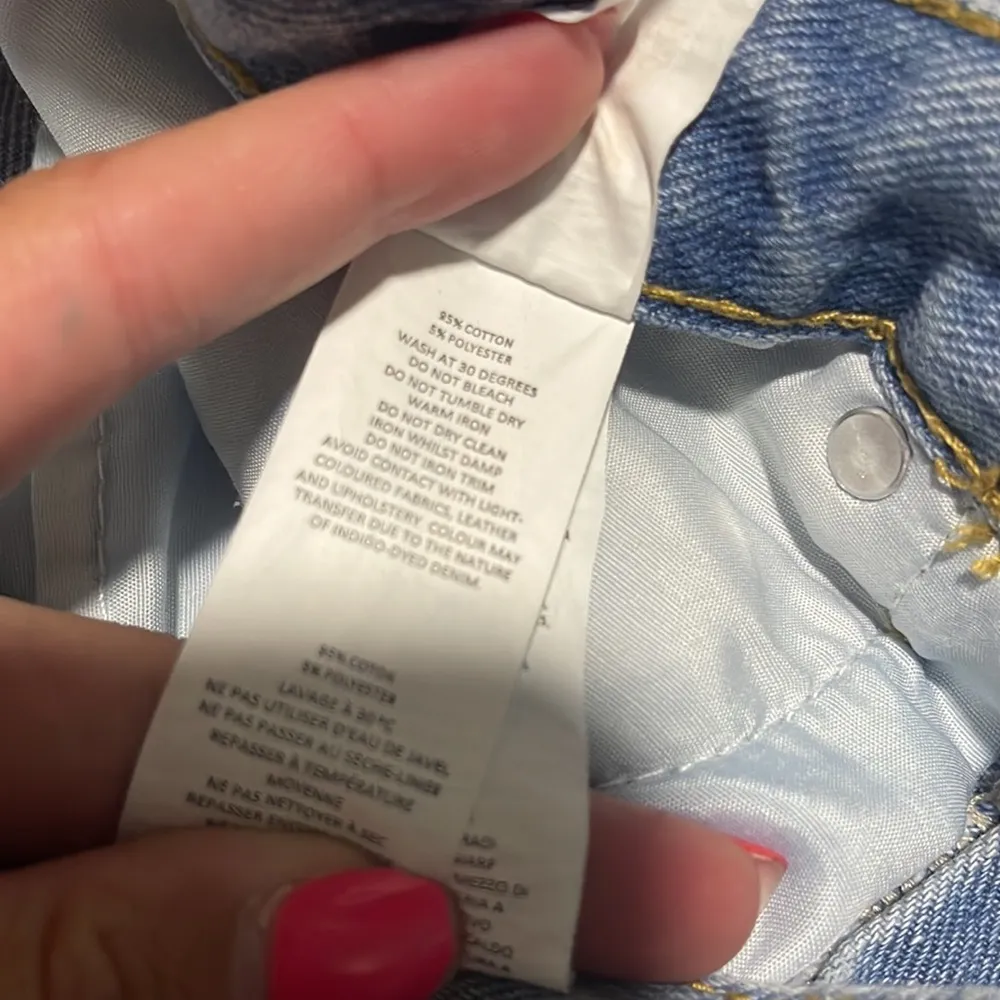 95% COTTON
5% POLYESTER
WASH AT 30 DEGREES
DO NOT BLEACH
DO NOT TUMBLE DRY
WARM IRON
DO NOT DRY CLEAN
IRON WHILST DAMP
DO NOT IRON TRIM
AVOID CONTACT WITH LIGHT-
COLOURED FABRICS, LEATHER
AND UPHOLSTERY. COLOUR MAY
TRANSFER DUE TO THE NATURE
OF INDIGO-DYED DENIM.
95% COTON
5% POLYESTER
LAVAGE À 30 °C
NE PAS UTILISER D'EAU DE JAVEL
NE PAS PASSER AU SÈCHE-LINGE
REPASSER À TEMPÉRATURE
MOYENNE
NE PAS NETTOYER À SEC
REPASSER
MEZZO DI